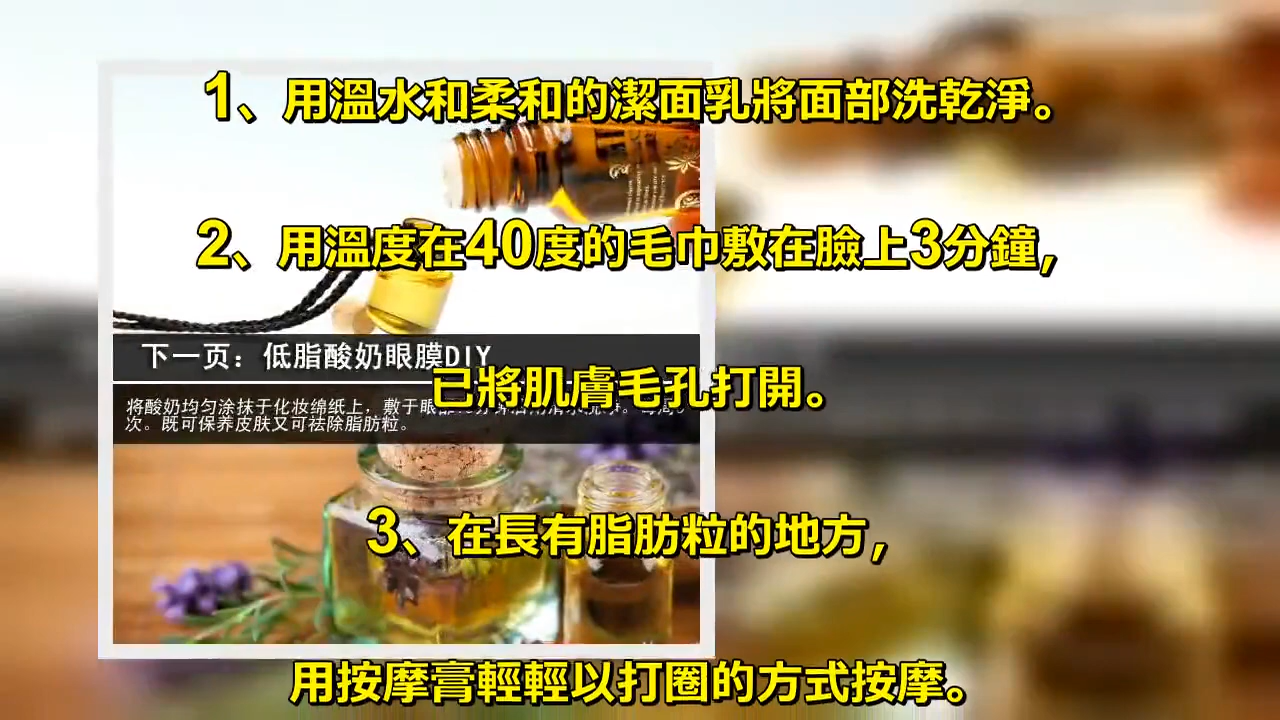 1、用溫水和柔和的潔面乳將面部洗乾淨。
2、用溫度在40度的毛巾敷在臉上3分鐘，
下一页：低脂酸奶眼膜DIY
已將肌膚毛孔打開。
将酸奶均匀涂抹于化妆绵纸上，敷于眼部
次。既可保养皮肤又可祛除脂肪粒。
3、在長有脂肪粒的地方，
用按摩膏輕輕以打圈的方式按摩。